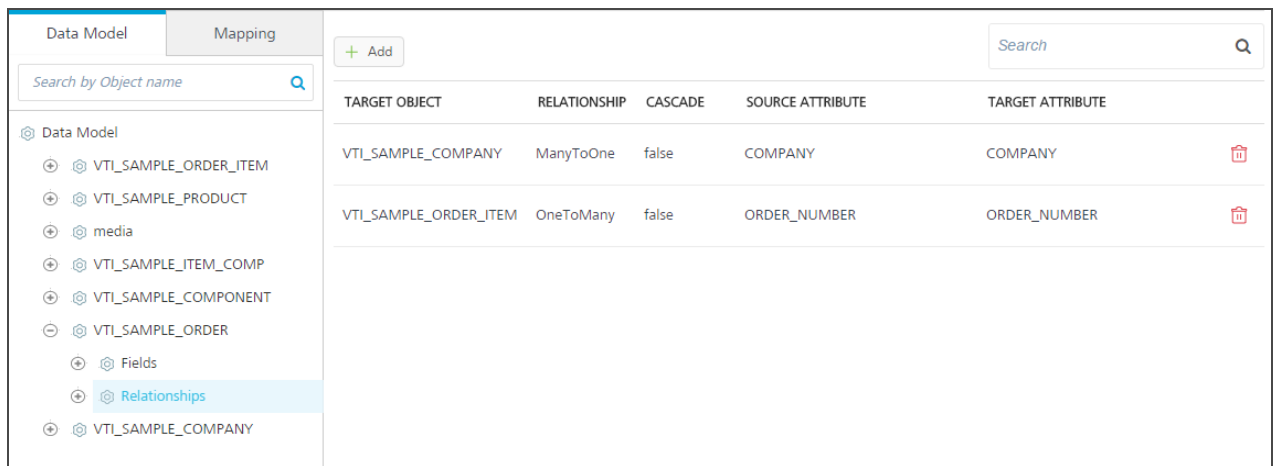 Data Model
Mapping
Search by Object name
Data Model
VTI_SAMPLE_ORDER_ITEM
VTI_SAMPLE_PRODUCT
media
VTI_SAMPLE_ITEM_COMP
VTI_SAMPLE_COMPONENT
VTI_SAMPLE_ORDER
Fields
Relationships
VTI_SAMPLE_COMPANY
+ Add
Search
TARGET OBJECT RELATIONSHIP CASCADE SOURCE ATTRIBUTE TARGET ATTRIBUTE
VTI_SAMPLE_COMPANY ManyToOne false COMPANY COMPANY
VTI_SAMPLE_ORDER_ITEM OneToMany false ORDER_NUMBER ORDER_NUMBER